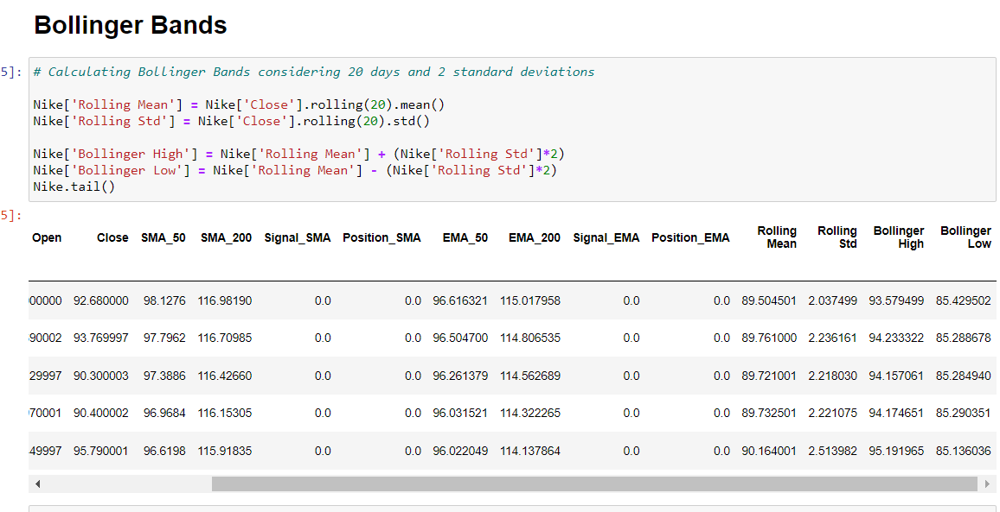 Bollinger Bands
5]: # Calculating Bollinger Bands considering 20 days and 2 standard deviations
Nike['Rolling Mean'] = Nike['Close'].rolling(20).mean()
Nike['Rolling Std'] = Nike['Close'].rolling(20).std()
Nike['Bollinger High'] = Nike['Rolling Mean'] + (Nike['Rolling Std']*2)
Nike['Bollinger Low'] = Nike['Rolling Mean'] - (Nike['Rolling Std']*2)
Nike.tail()
5]:
Open Close SMA_50 SMA_200 Signal_SMA Position_SMA EMA_50 EMA_200 Signal_EMA Position_EMA Rolling Mean Rolling Std Bollinger High Bollinger Low
00000 92.680000 98.1276 116.98190 0.0 0.0 96.616321 115.017958 0.0 0.0 89.504501 2.037499 93.579499 85.429502
90002 93.769997 97.7962 116.70985 0.0 0.0 96.504700 114.806535 0.0 0.0 89.761000 2.236161 94.233322 85.288678
29997 90.300003 97.3886 116.42660 0.0 0.0 96.261379 114.562689 0.0 0.0 89.721001 2.218030 94.157061 85.284940
70001 90.400002 96.9684 116.15305 0.0 0.0 96.031521 114.322265 0.0 0.0 89.732501 2.221075 94.174651 85.290351
49997 95.790001 96.6198 115.91835 0.0 0.0 96.022049 114.137864 0.0 0.0 90.164001 2.513982 95.191965 85.136036